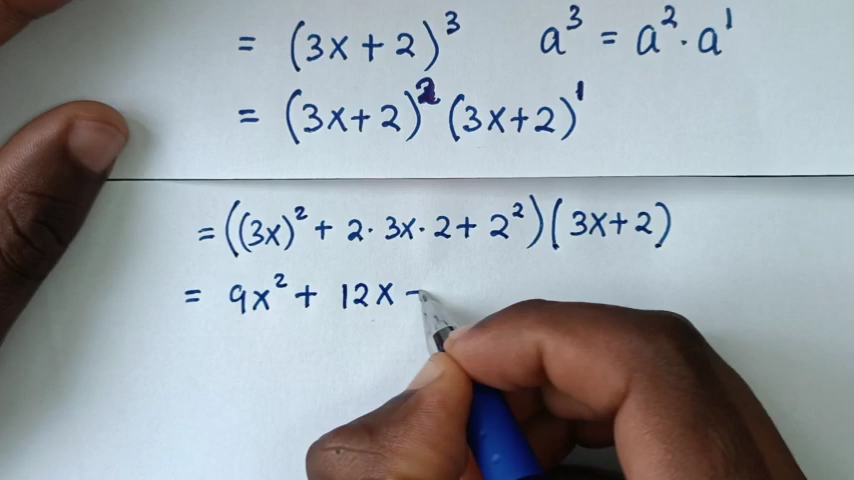 = (3x+2)³ a³ = a² · a¹
= (3x+2)² (3x+2)¹
= ((3x)² + 2 · 3x · 2 + 2²) (3x+2)
= 9x² + 12x -